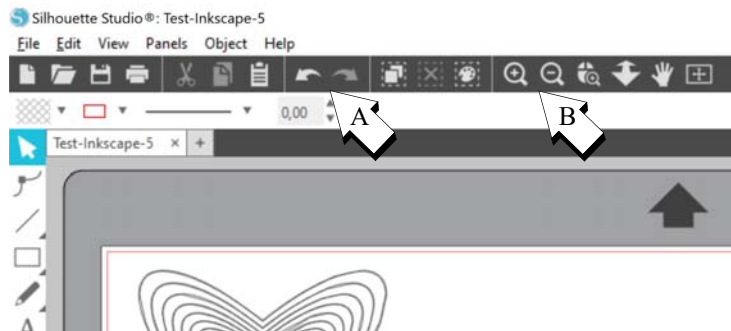 Silhouette Studio®: Test-Inkscape-5
File Edit View Panels Object Help
0,00
A
B
Test-Inkscape-5 × +
A